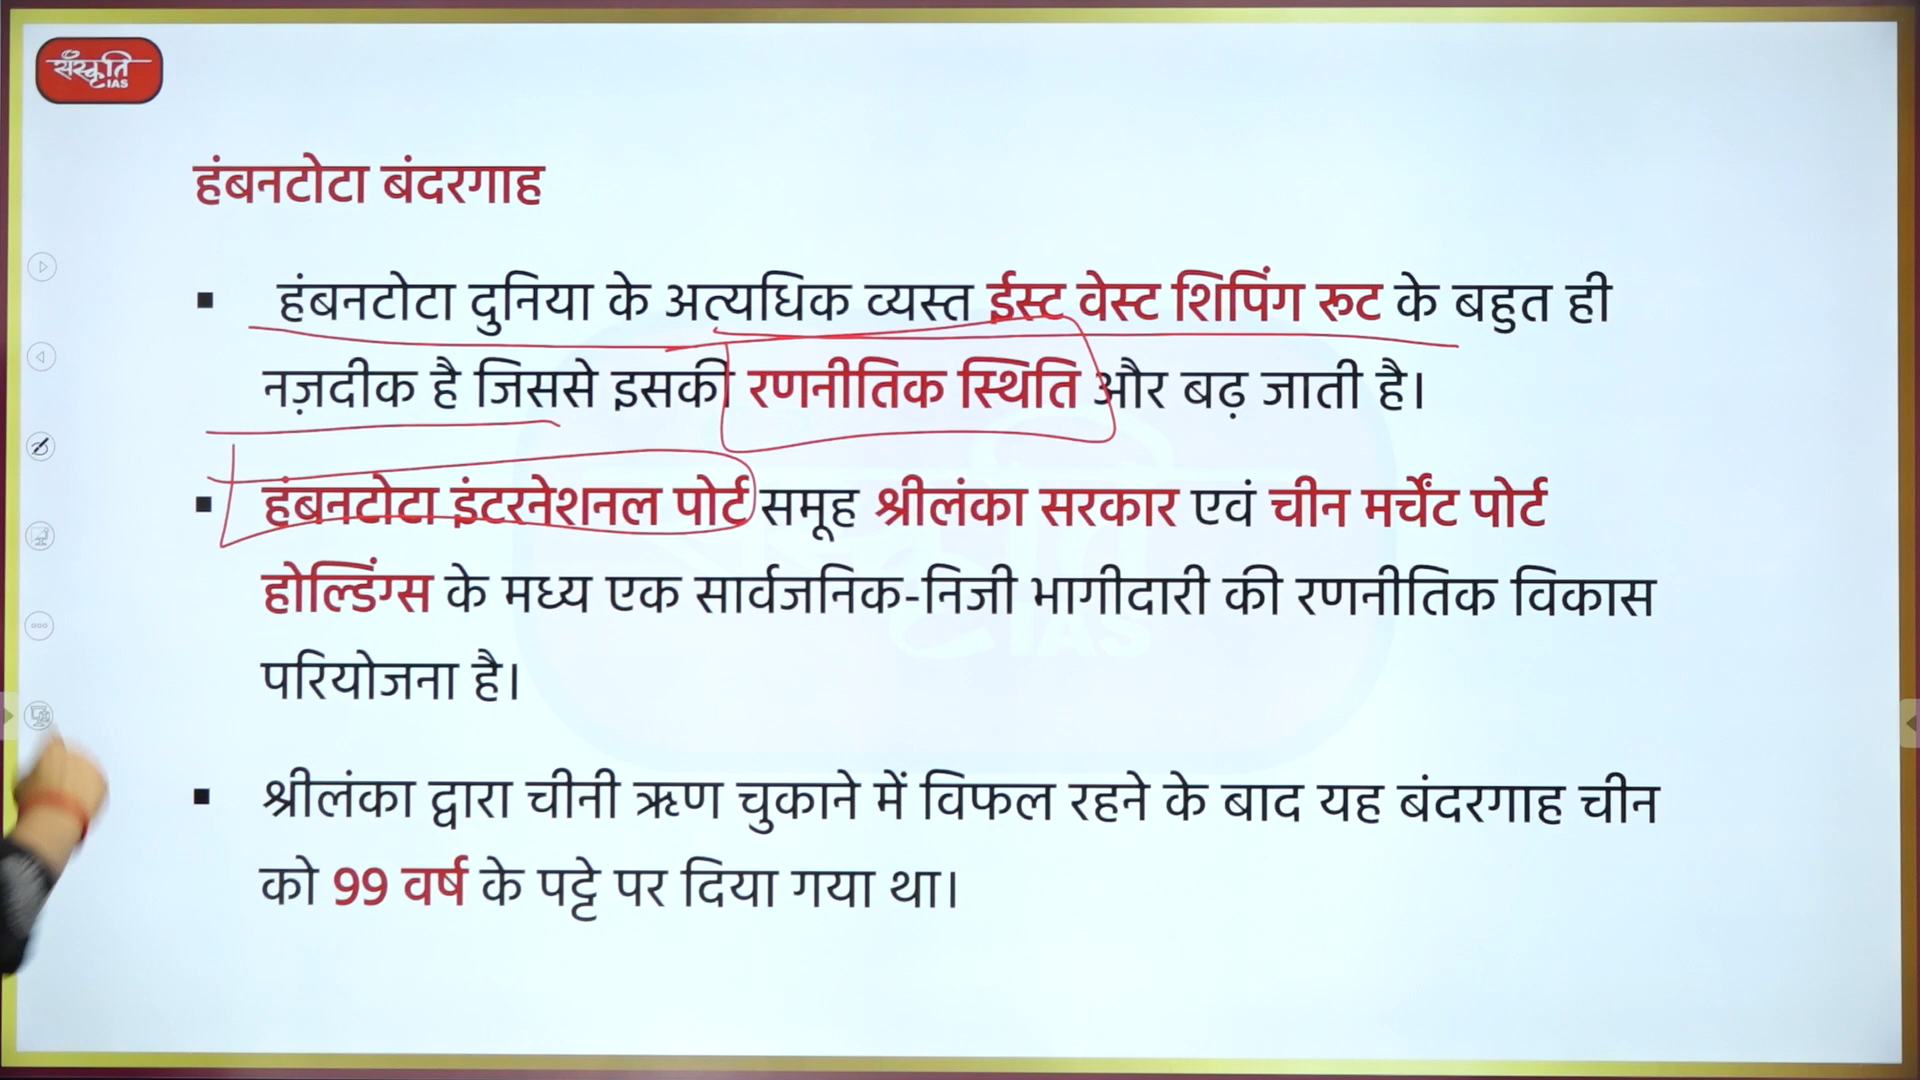 संस्कृति
IAS
हंबनटोटा बंदरगाह
▪ हंबनटोटा दुनिया के अत्यधिक व्यस्त ईस्ट वेस्ट शिपिंग रूट के बहुत ही
नज़दीक है जिससे इसकी रणनीतिक स्थिति और बढ़ जाती है।
▪ हंबनटोटा इंटरनेशनल पोर्ट समूह श्रीलंका सरकार एवं चीन मर्चेंट पोर्ट
होल्डिंग्स के मध्य एक सार्वजनिक-निजी भागीदारी की रणनीतिक विकास
परियोजना है।
▪ श्रीलंका द्वारा चीनी ऋण चुकाने में विफल रहने के बाद यह बंदरगाह चीन
को 99 वर्ष के पट्टे पर दिया गया था।